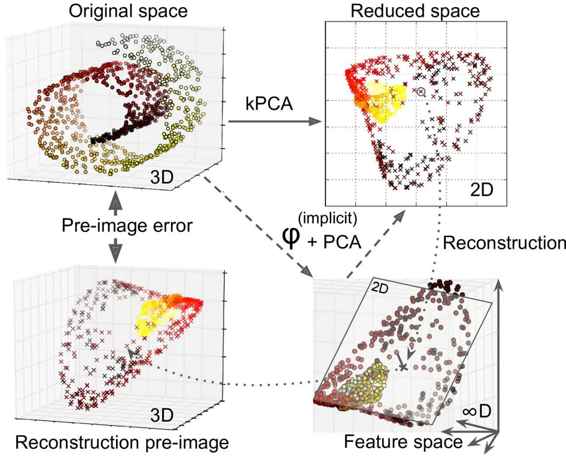 Original space
Reduced space
kPCA
3D
2D
Pre-image error
(implicit)
φ + PCA
Reconstruction
2D
3D
∞D
Reconstruction pre-image
Feature space